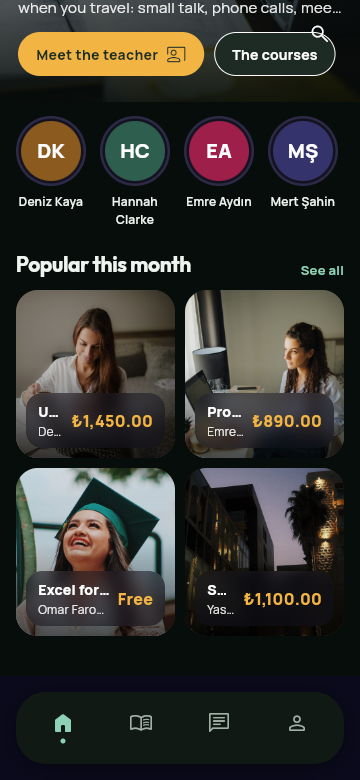 when you travel: small talk, phone calls, mee…
Meet the teacher
The courses
DK
HC
EA
MŞ
Deniz Kaya
Hannah
Clarke
Emre Aydın
Mert Şahin
Popular this month
See all
U…
De…
₺1,450.00
Pro…
Emre…
₺890.00
Excel for…
Omar Faro…
Free
S…
Yas…
₺1,100.00